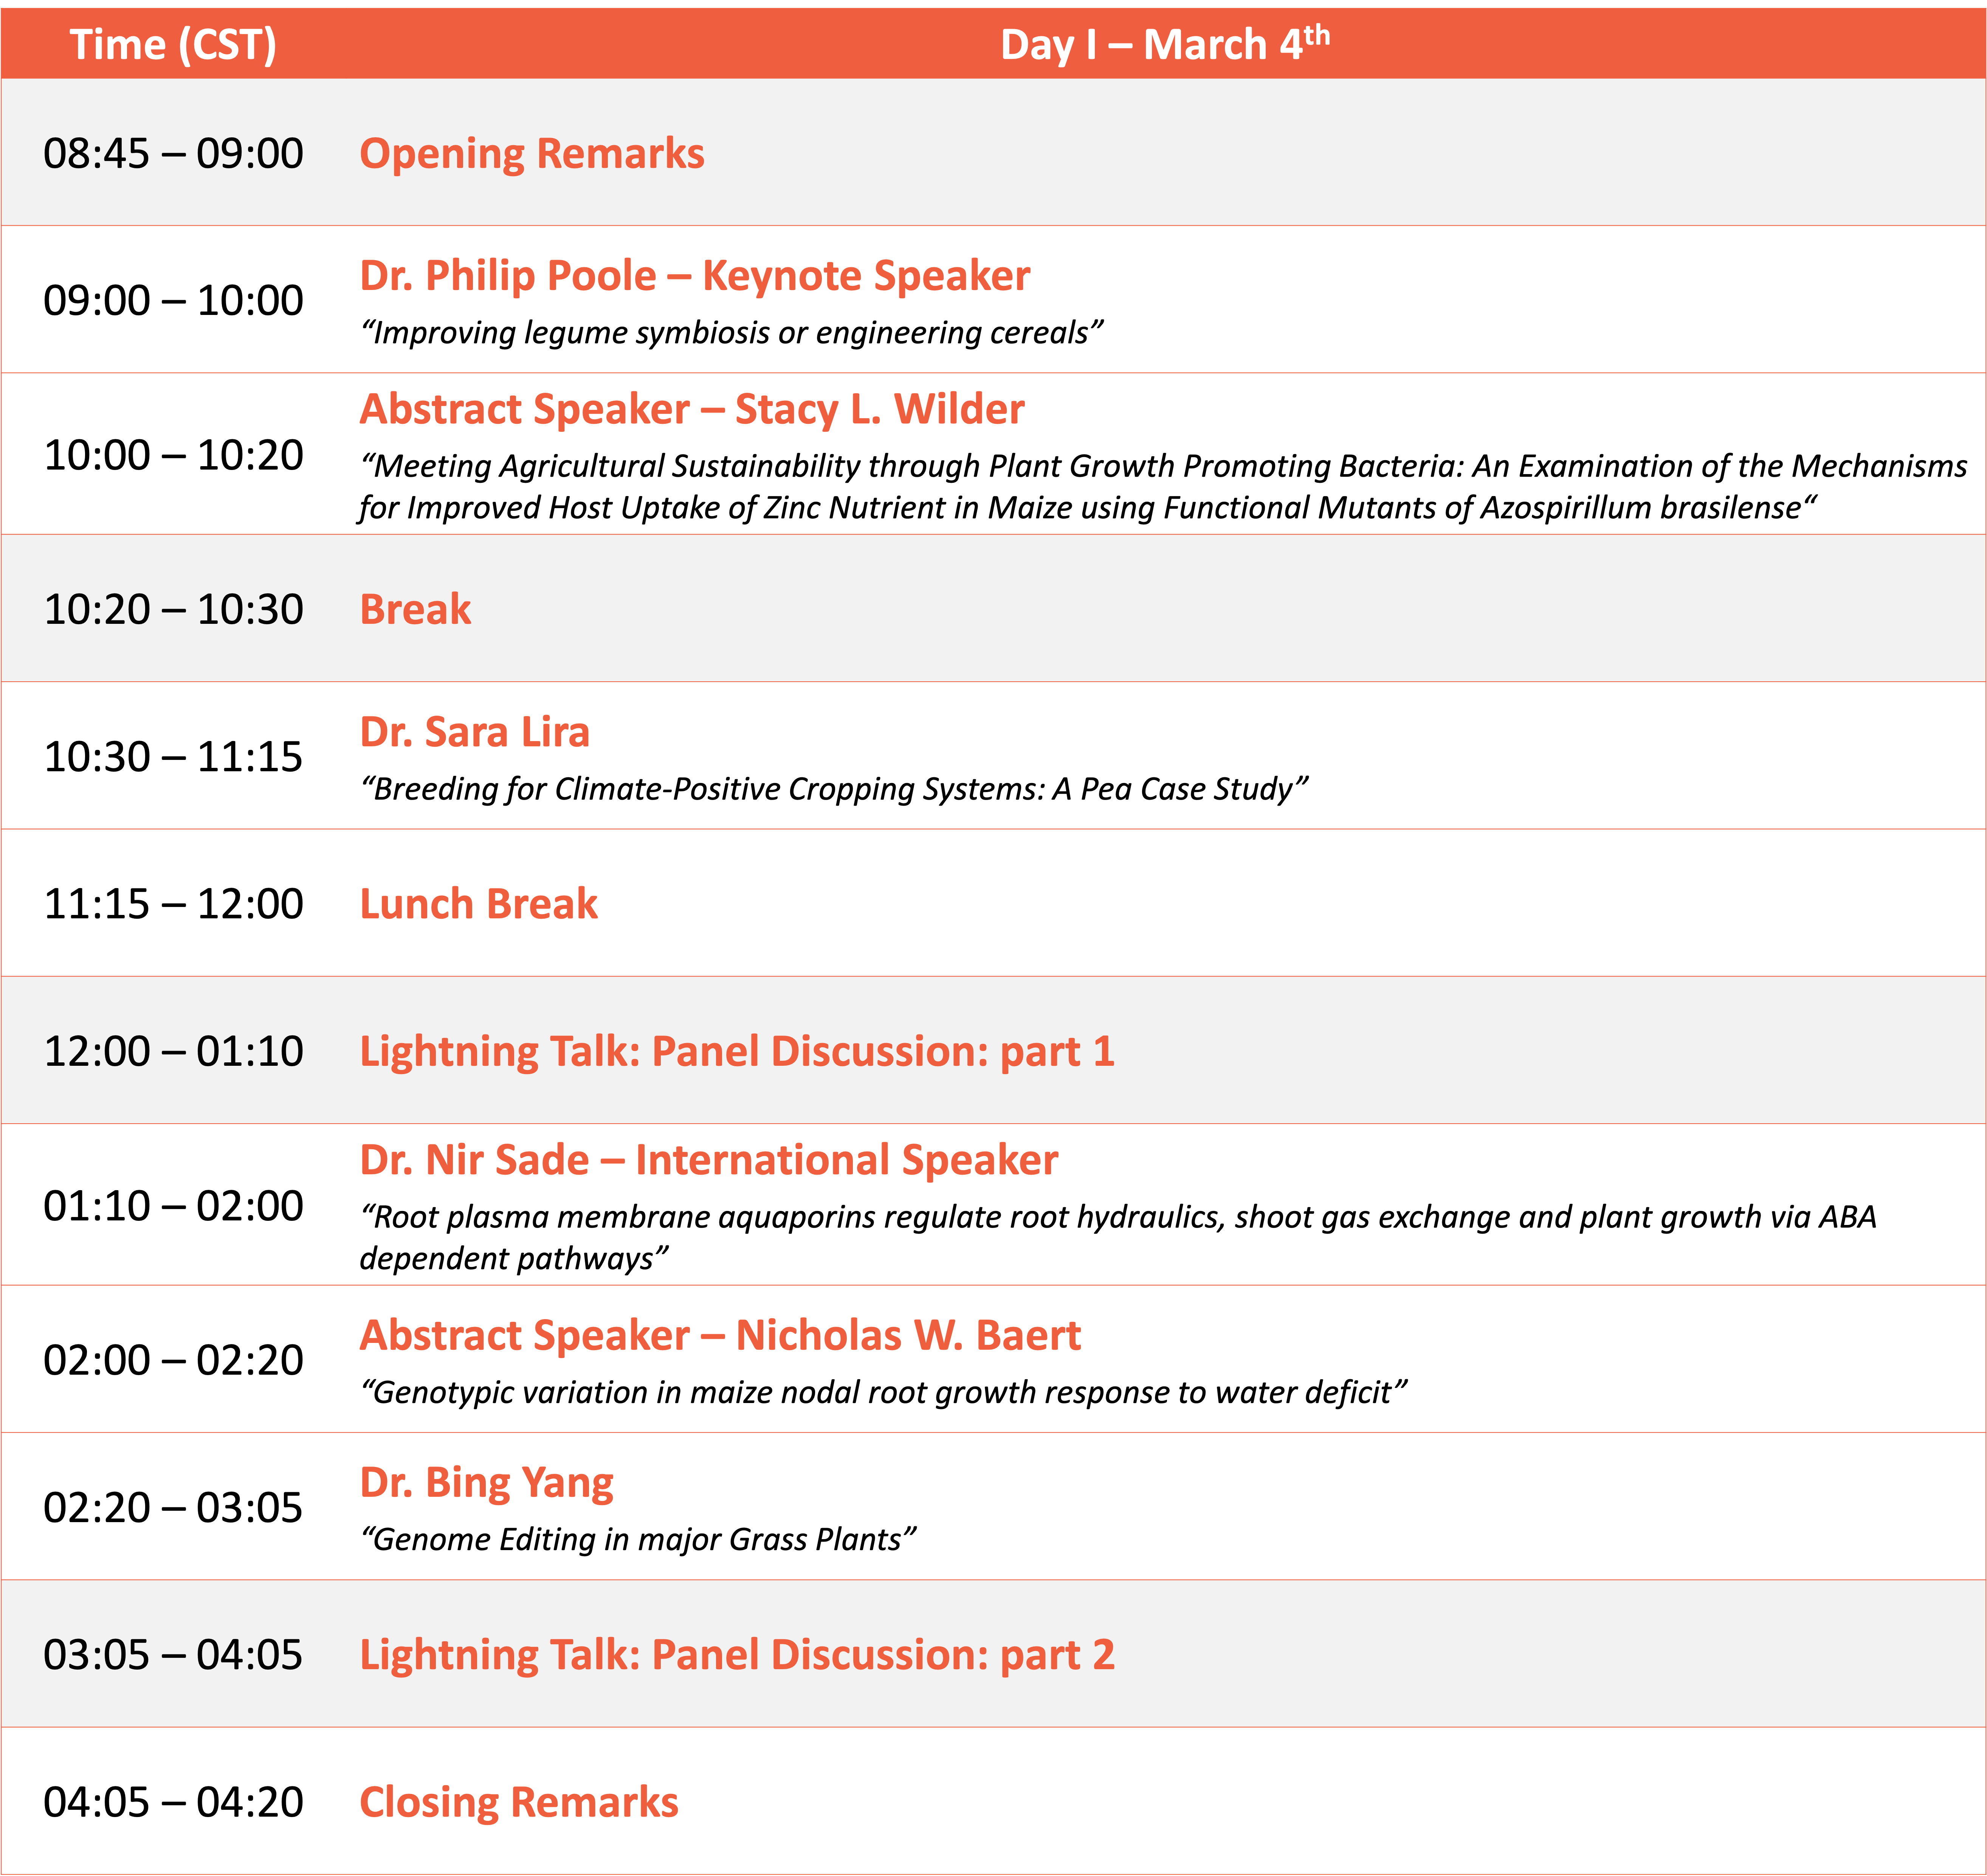 Time (CST) Day I – March 4th
08:45 – 09:00 Opening Remarks
09:00 – 10:00 Dr. Philip Poole – Keynote Speaker
“Improving legume symbiosis or engineering cereals”
10:00 – 10:20 Abstract Speaker – Stacy L. Wilder
“Meeting Agricultural Sustainability through Plant Growth Promoting Bacteria: An Examination of the Mechanisms
for Improved Host Uptake of Zinc Nutrient in Maize using Functional Mutants of Azospirillum brasilense“
10:20 – 10:30 Break
10:30 – 11:15 Dr. Sara Lira
“Breeding for Climate-Positive Cropping Systems: A Pea Case Study”
11:15 – 12:00 Lunch Break
12:00 – 01:10 Lightning Talk: Panel Discussion: part 1
01:10 – 02:00 Dr. Nir Sade – International Speaker
“Root plasma membrane aquaporins regulate root hydraulics, shoot gas exchange and plant growth via ABA
dependent pathways”
02:00 – 02:20 Abstract Speaker – Nicholas W. Baert
“Genotypic variation in maize nodal root growth response to water deficit”
02:20 – 03:05 Dr. Bing Yang
“Genome Editing in major Grass Plants”
03:05 – 04:05 Lightning Talk: Panel Discussion: part 2
04:05 – 04:20 Closing Remarks